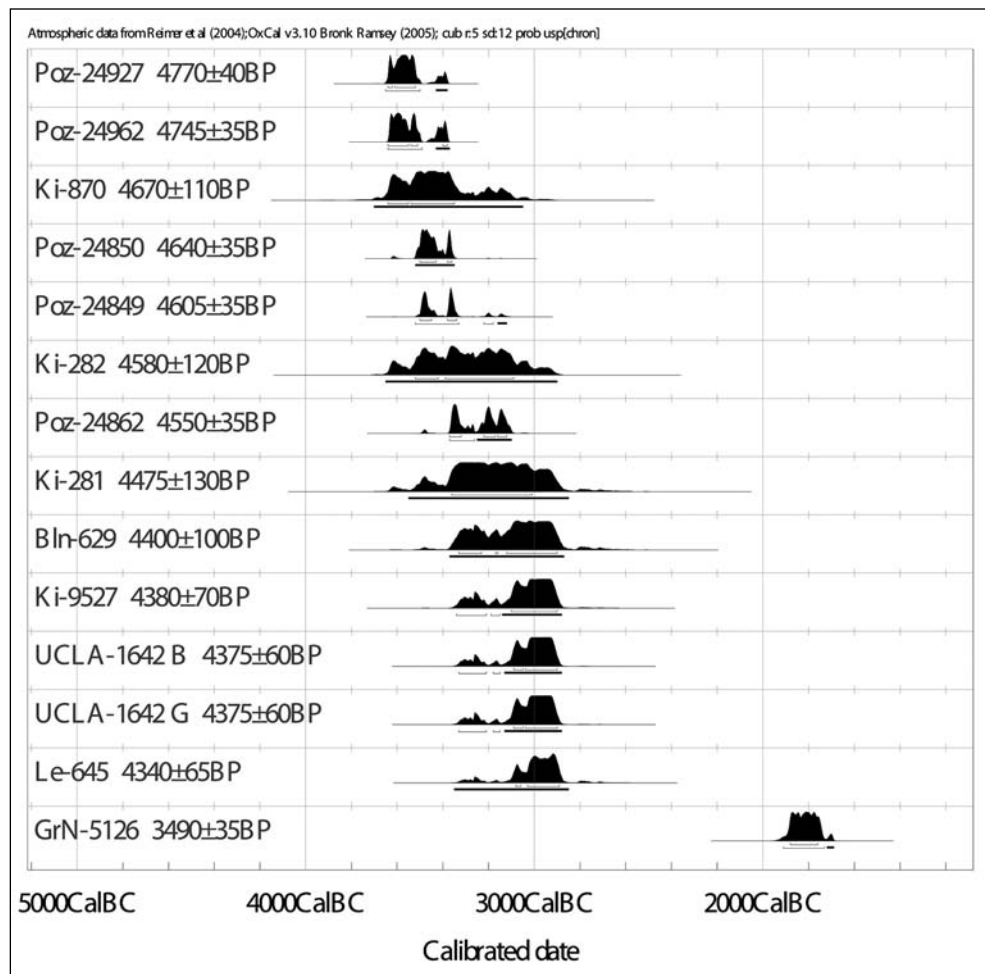 Atmospheric data from Reimer et al (2004);OxCal v3.10 Bronk Ramsey (2005); cub r:5 sd:12 prob usp[chron]
Poz-24927 4770±40BP
Poz-24962 4745±35BP
Ki-870 4670±110BP
Poz-24850 4640±35BP
Poz-24849 4605±35BP
Ki-282 4580±120BP
Poz-24862 4550±35BP
Ki-281 4475±130BP
Bln-629 4400±100BP
Ki-9527 4380±70BP
UCLA-1642 B 4375±60BP
UCLA-1642 G 4375±60BP
Le-645 4340±65BP
GrN-5126 3490±35BP
5000CalBC 4000CalBC 3000CalBC 2000CalBC
Calibrated date